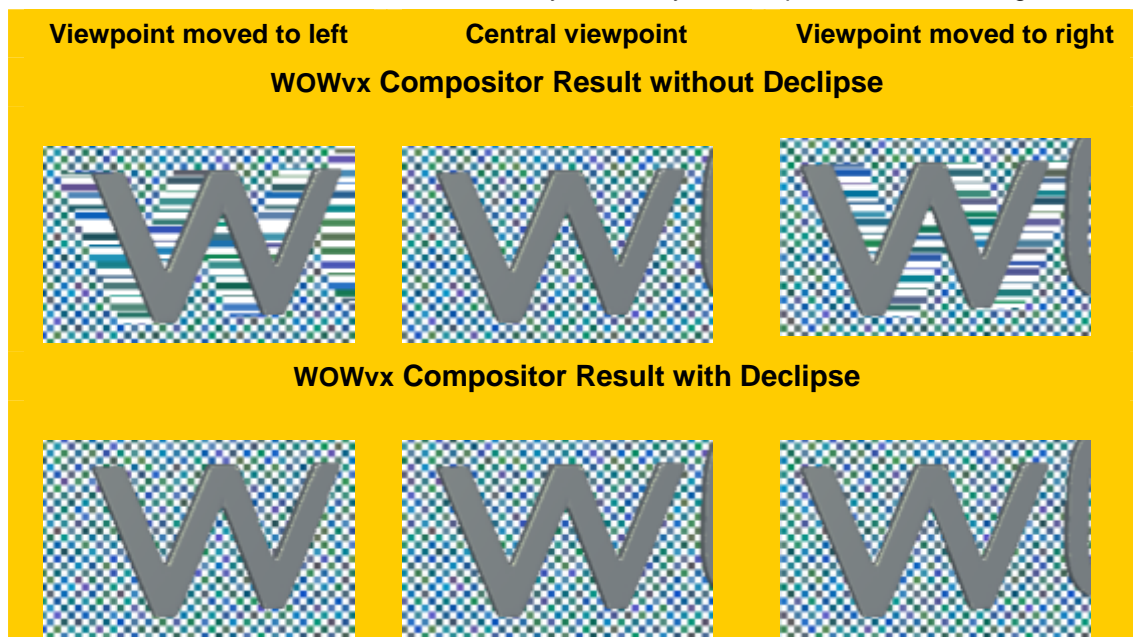 Viewpoint moved to left Central viewpoint Viewpoint moved to right
WOWvx Compositor Result without Declipse
W W W
WOWvx Compositor Result with Declipse
W W W